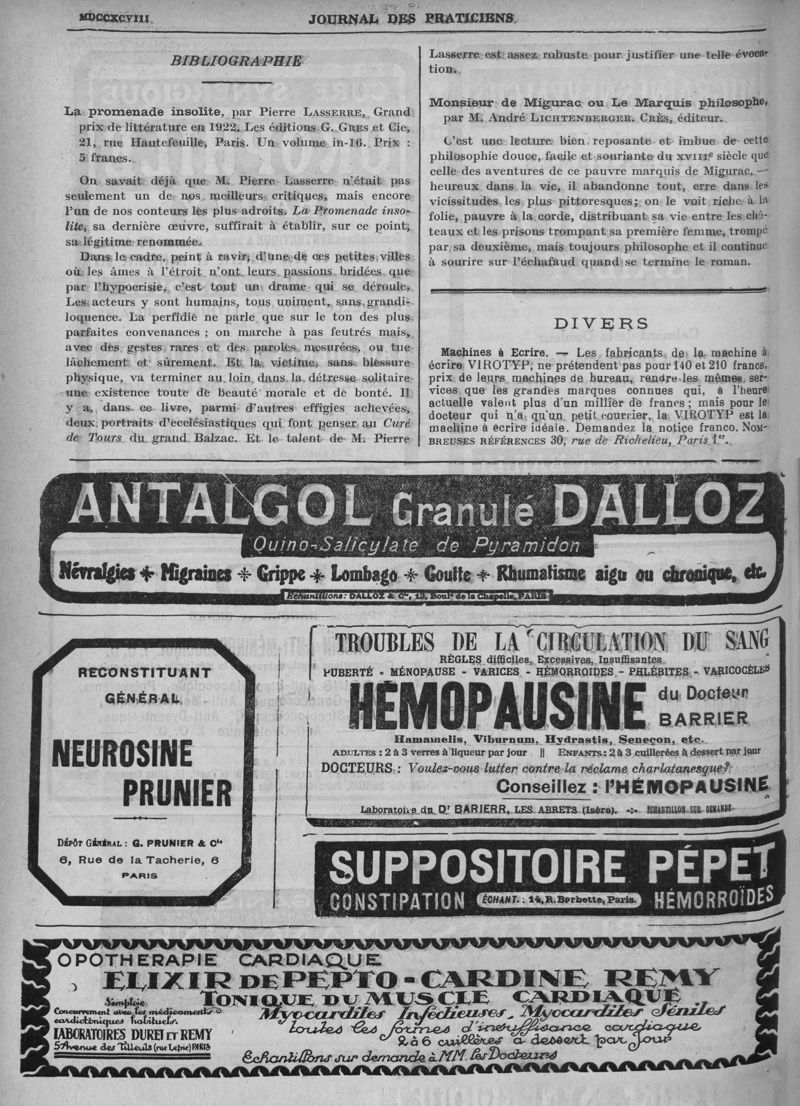 MDCCXCVIII
JOURNAL DES PRATICIENS
BIBLIOGRAPHIE
La promenade insolite, par Pierre LASSERRE, Grand
prix de littérature en 1922. Les éditions G. GRES et Cie,
21, rue Hautefeuille, Paris. Un volume in-16. Prix :
5 francs.
On savait déjà que M. Pierre Lasserre n'était pas
seulement un de nos meilleurs critiques, mais encore
l'un de nos conteurs les plus adroits. La Promenade inso-
lite, sa dernière œuvre, suffirait à établir, sur ce point,
sa légitime renommée.
Dans le cadre, peint à ravir, d'une de ces petites villes
où les âmes à l'étroit n'ont leurs passions bridées que
par l'hypocrisie, c'est tout un drame qui se déroule.
Les acteurs y sont humains, tous uniment, sans grandi-
loquence. La perfidie ne parle que sur le ton des plus
parfaites convenances ; on marche à pas feutrés mais,
avec des gestes rares et des paroles mesurées, on tue
lâchement et sûrement. Et la victime, sans blessure
physique, va terminer au loin dans la détresse solitaire
une existence toute de beauté morale et de bonté. Il
y a, dans ce livre, parmi d'autres effigies achevées,
deux portraits d'ecclésiastiques qui font penser au Curé
de Tours du grand Balzac. Et le talent de M. Pierre
Lasserre est assez robuste pour justifier une telle évoca-
tion.
Monsieur de Migurac ou Le Marquis philosophe,
par M. André LICHTENBERGER. CRÈS, éditeur.
C'est une lecture bien reposante et imbue de cette
philosophie douce, facile et souriante du XVIIIe siècle que
celle des aventures de ce pauvre marquis de Migurac, —
heureux dans la vie, il abandonne tout, erre dans les
vicissitudes les plus pittoresques; on le voit riche à la
folie, pauvre à la corde, distribuant sa vie entre les châ-
teaux et les prisons trompant sa première femme, trompé
par sa deuxième, mais toujours philosophe et il continue
à sourire sur l'échafaud quand se termine le roman.
DIVERS
Machines à Ecrire. — Les fabricants de la machine à
écrire VIROTYP; ne prétendent pas pour 140 et 210 francs,
prix de leurs machines de bureau, rendre les mêmes ser-
vices que les grandes marques connues qui, à l'heure
actuelle valent plus d'un millier de francs ; mais pour le
docteur qui n'a qu'un petit courrier, la VIROTYP est la
machine à écrire idéale. Demandez la notice franco. NOM-
BREUSES RÉFÉRENCES 30, rue de Richelieu, Paris 1er.
ANTALGOL Granulé DALLOZ
Quino-Salicylate de Pyramidon
Névralgies * Migraines * Grippe * Lombago * Goutte * Rhumatisme aigu ou chronique, etc.
Echantillons: DALLOZ & Cie, 13, Boulᵈ de la Chapelle, PARIS
RECONSTITUANT
GÉNÉRAL
NEUROSINE
PRUNIER
DÉPÔT GÉNÉRAL : G. PRUNIER & Cie
6, Rue de la Tacherie, 6
PARIS
TROUBLES DE LA CIRCULATION DU SANG
RÈGLES difficiles, Excessives, Insuffisantes
PUBERTÉ - MÉNOPAUSE - VARICES - HÉMORROIDES - PHLÉBITES - VARICOCÈLES
HÉMOPAUSINE du Docteur
BARRIER
Hamamelis, Viburnum, Hydrastis, Seneçon, etc.
ADULTES : 2 à 3 verres à liqueur par jour || ENFANTS: 2 à 3 cuillerées à dessert par jour
DOCTEURS : Voulez-vous lutter contre la réclame charlatanesque?
Conseillez : l'HÉMOPAUSINE
Laboratoire du Dr BARIERR, LES ABRETS (Isère). -:- ÉCHANTILLON SUR DEMANDE
SUPPOSITOIRE PÉPET
CONSTIPATION ÉCHANT. : 14, R. Barbette, Paris. HÉMORROÏDES
OPOTHERAPIE CARDIAQUE
ELIXIR DE PEPTO-CARDINE REMY
TONIQUE DU MUSCLE CARDIAQUE
S'emploie
Concurremment avec les médicaments
cardiotoniques habituels.
Myocardites Infédieuses, Myocardites Séniles
toutes les formes d'insuffisance cardiaque
2 à 6 cuillères à dessert par jour
LABORATOIRES DUREI ET REMY
5 Avenue des Tilleuls (rue Lepic) PARIS
Echantillons sur demande à MM. les Docteurs